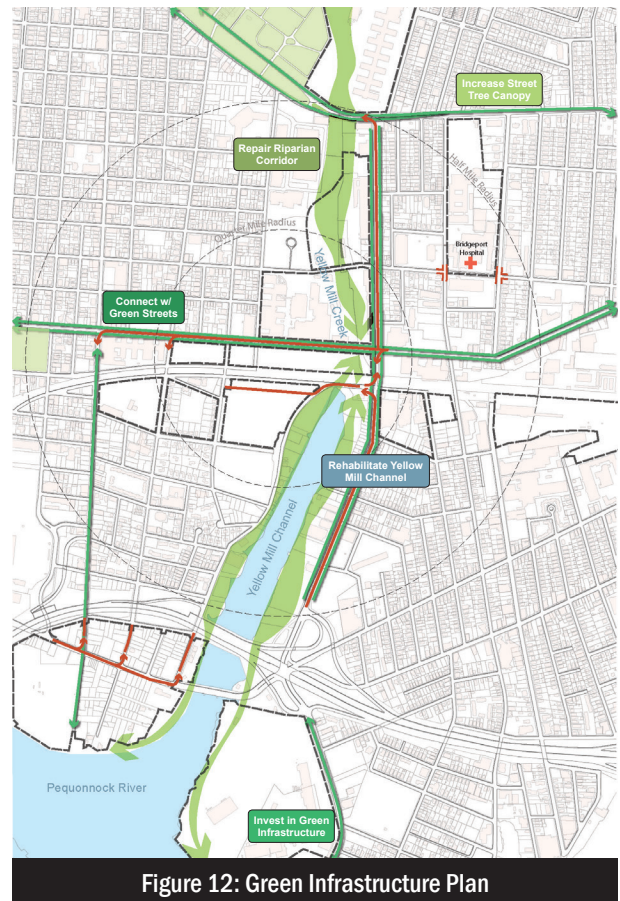 Increase Street
Tree Canopy
Repair Riparian
Corridor
Half Mile Radius
Quarter Mile Radius
Bridgeport
Hospital
Yellow Mill Creek
Connect w/
Green Streets
Rehabilitate Yellow
Mill Channel
Yellow Mill Channel
Pequonnock River
Invest in Green
Infrastructure
Figure 12: Green Infrastructure Plan